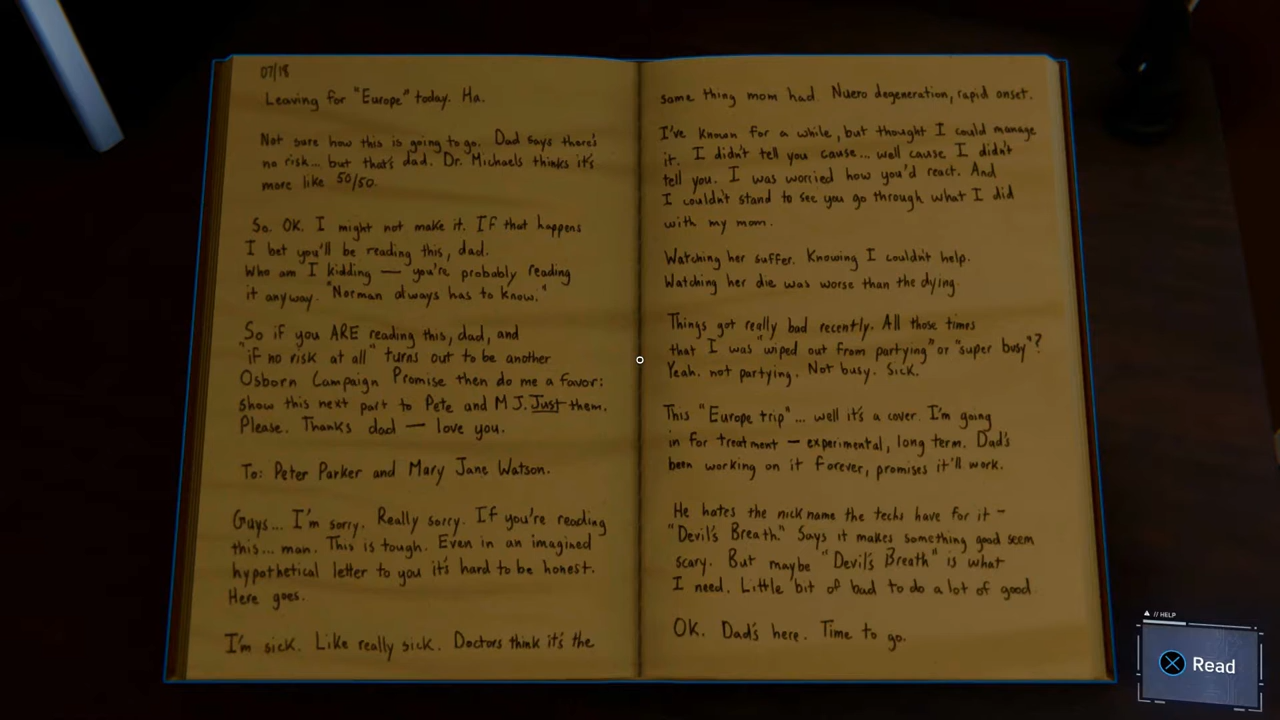 07/18
Leaving for "Europe" today. Ha.
Not sure how this is going to go. Dad says there's
no risk... but that's dad. Dr. Michaels thinks it's
more like 50/50.
So. OK. I might not make it. IF that happens
I bet you'll be reading this, dad.
Who am I kidding — you're probably reading
it anyway. "Norman always has to know."
So if you ARE reading this, dad, and
"if no risk at all" turns out to be another
Osborn Campaign Promise then do me a favor:
show this next part to Pete and MJ. Just them.
Please. Thanks dad — love you.
To: Peter Parker and Mary Jane Watson.
Guys... I'm sorry. Really sorry. If you're reading
this... man. This is tough. Even in an imagined
hypothetical letter to you it's hard to be honest.
Here goes.
I'm sick. Like really sick. Doctors think it's the
same thing mom had. Nuero degeneration, rapid onset.
I've known for a while, but thought I could manage
it. I didn't tell you cause... well cause I didn't
tell you. I was worried how you'd react. And
I couldn't stand to see you go through what I did
with my mom.
Watching her suffer. Knowing I couldn't help.
Watching her die was worse than the dying.
Things got really bad recently. All those times
that I was "wiped out from partying" or "super busy"?
Yeah. not partying. Not busy. Sick.
This "Europe trip"... well it's a cover. I'm going
in for treatment — experimental, long term. Dad's
been working on it forever, promises it'll work.
He hates the nickname the techs have for it -
"Devil's Breath." Says it makes something good seem
scary. But maybe "Devil's Breath" is what
I need. Little bit of bad to do a lot of good.
OK. Dad's here. Time to go.
// HELP
Read